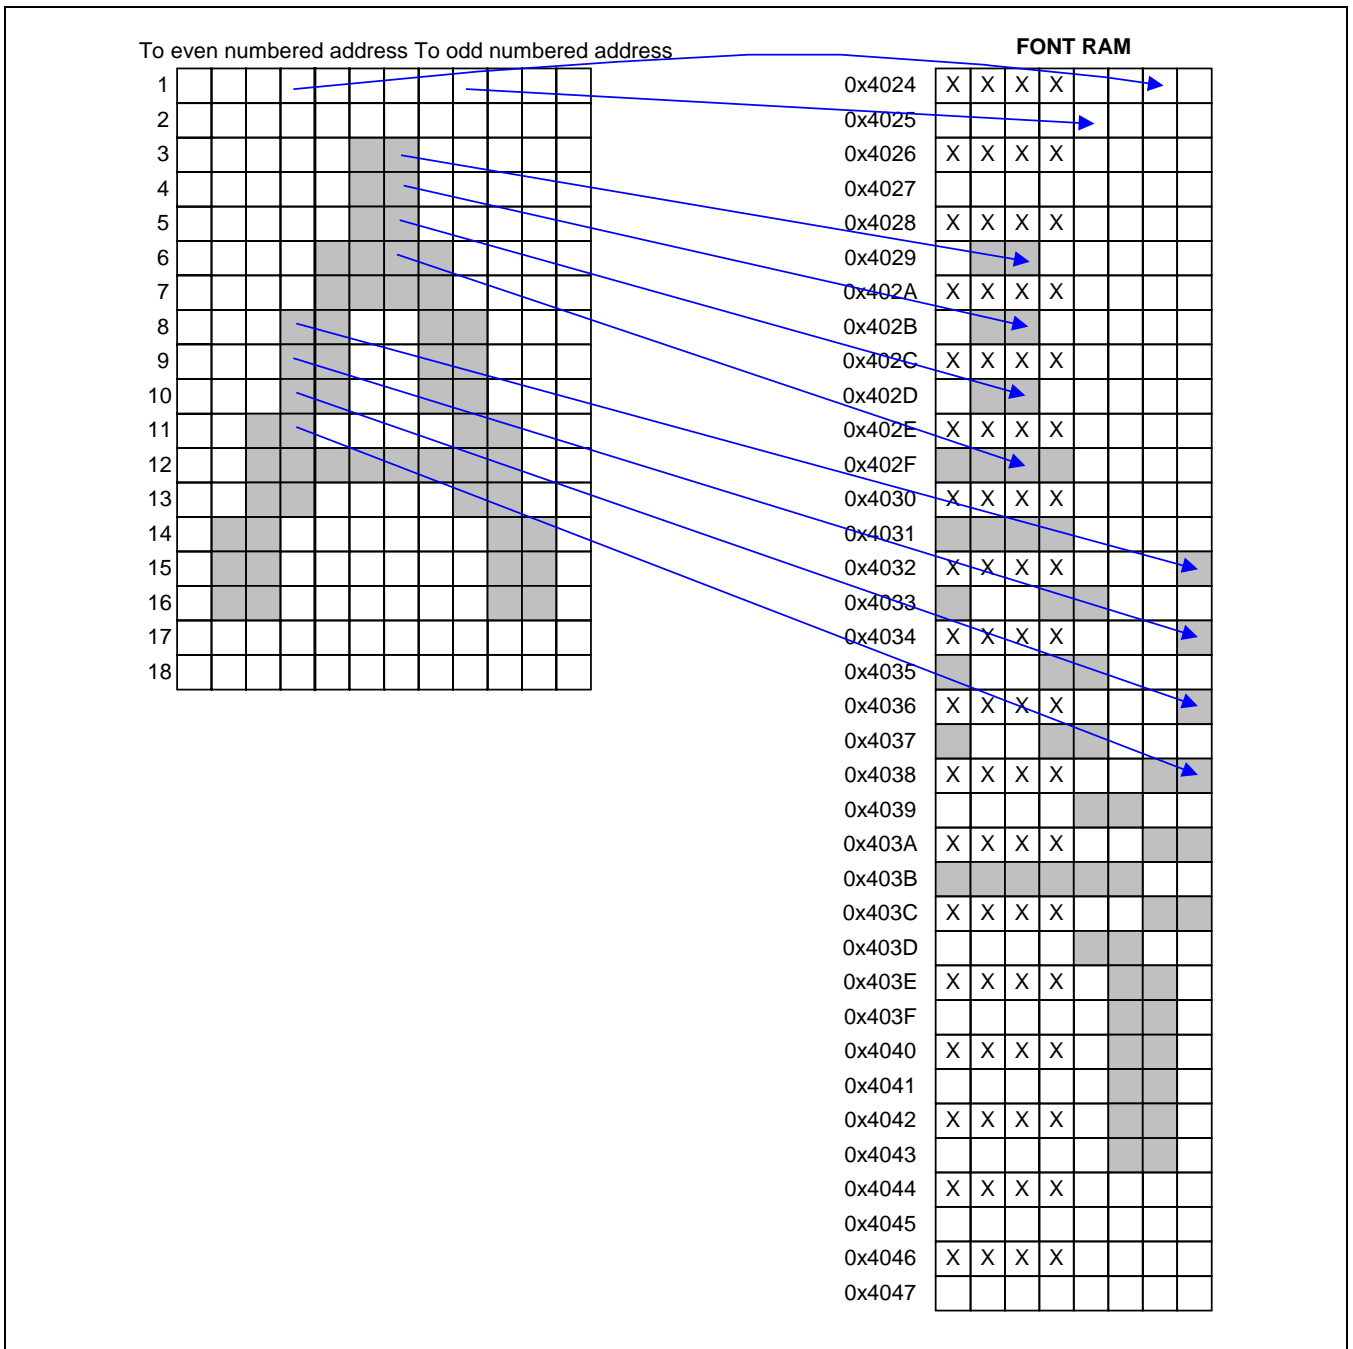 To even numbered address To odd numbered address
FONT RAM
1
2
3
4
5
6
7
8
9
10
11
12
13
14
15
16
17
18
0x4024 X X X X
0x4025
0x4026 X X X X
0x4027
0x4028 X X X X
0x4029
0x402A X X X X
0x402B
0x402C X X X X
0x402D
0x402E X X X X
0x402F
0x4030 X X X X
0x4031
0x4032 X X X X
0x4033
0x4034 X X X X
0x4035
0x4036 X X X X
0x4037
0x4038 X X X X
0x4039
0x403A X X X X
0x403B
0x403C X X X X
0x403D
0x403E X X X X
0x403F
0x4040 X X X X
0x4041
0x4042 X X X X
0x4043
0x4044 X X X X
0x4045
0x4046 X X X X
0x4047